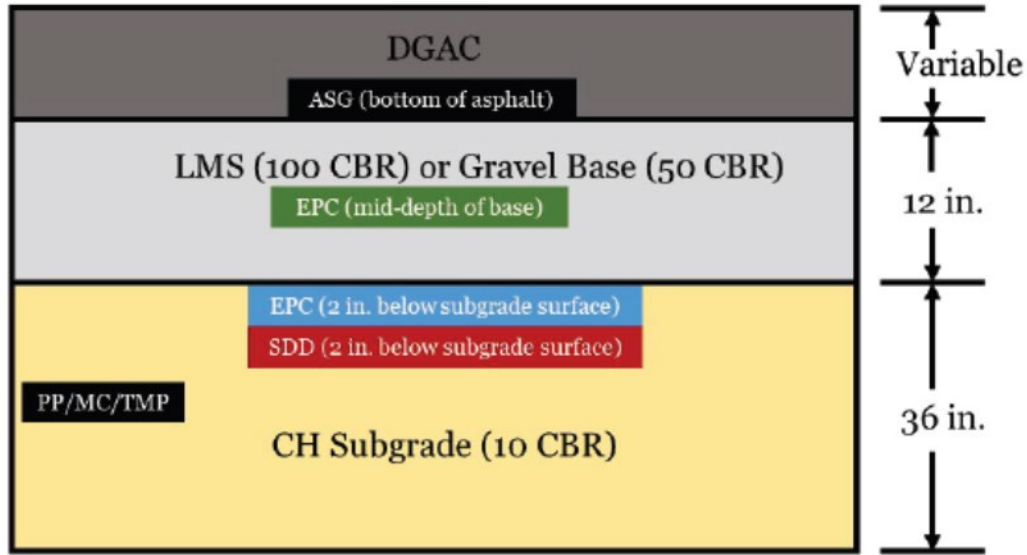 DGAC
ASG (bottom of asphalt)
Variable
LMS (100 CBR) or Gravel Base (50 CBR)
EPC (mid-depth of base)
12 in.
EPC (2 in. below subgrade surface)
SDD (2 in. below subgrade surface)
PP/MC/TMP
CH Subgrade (10 CBR)
36 in.